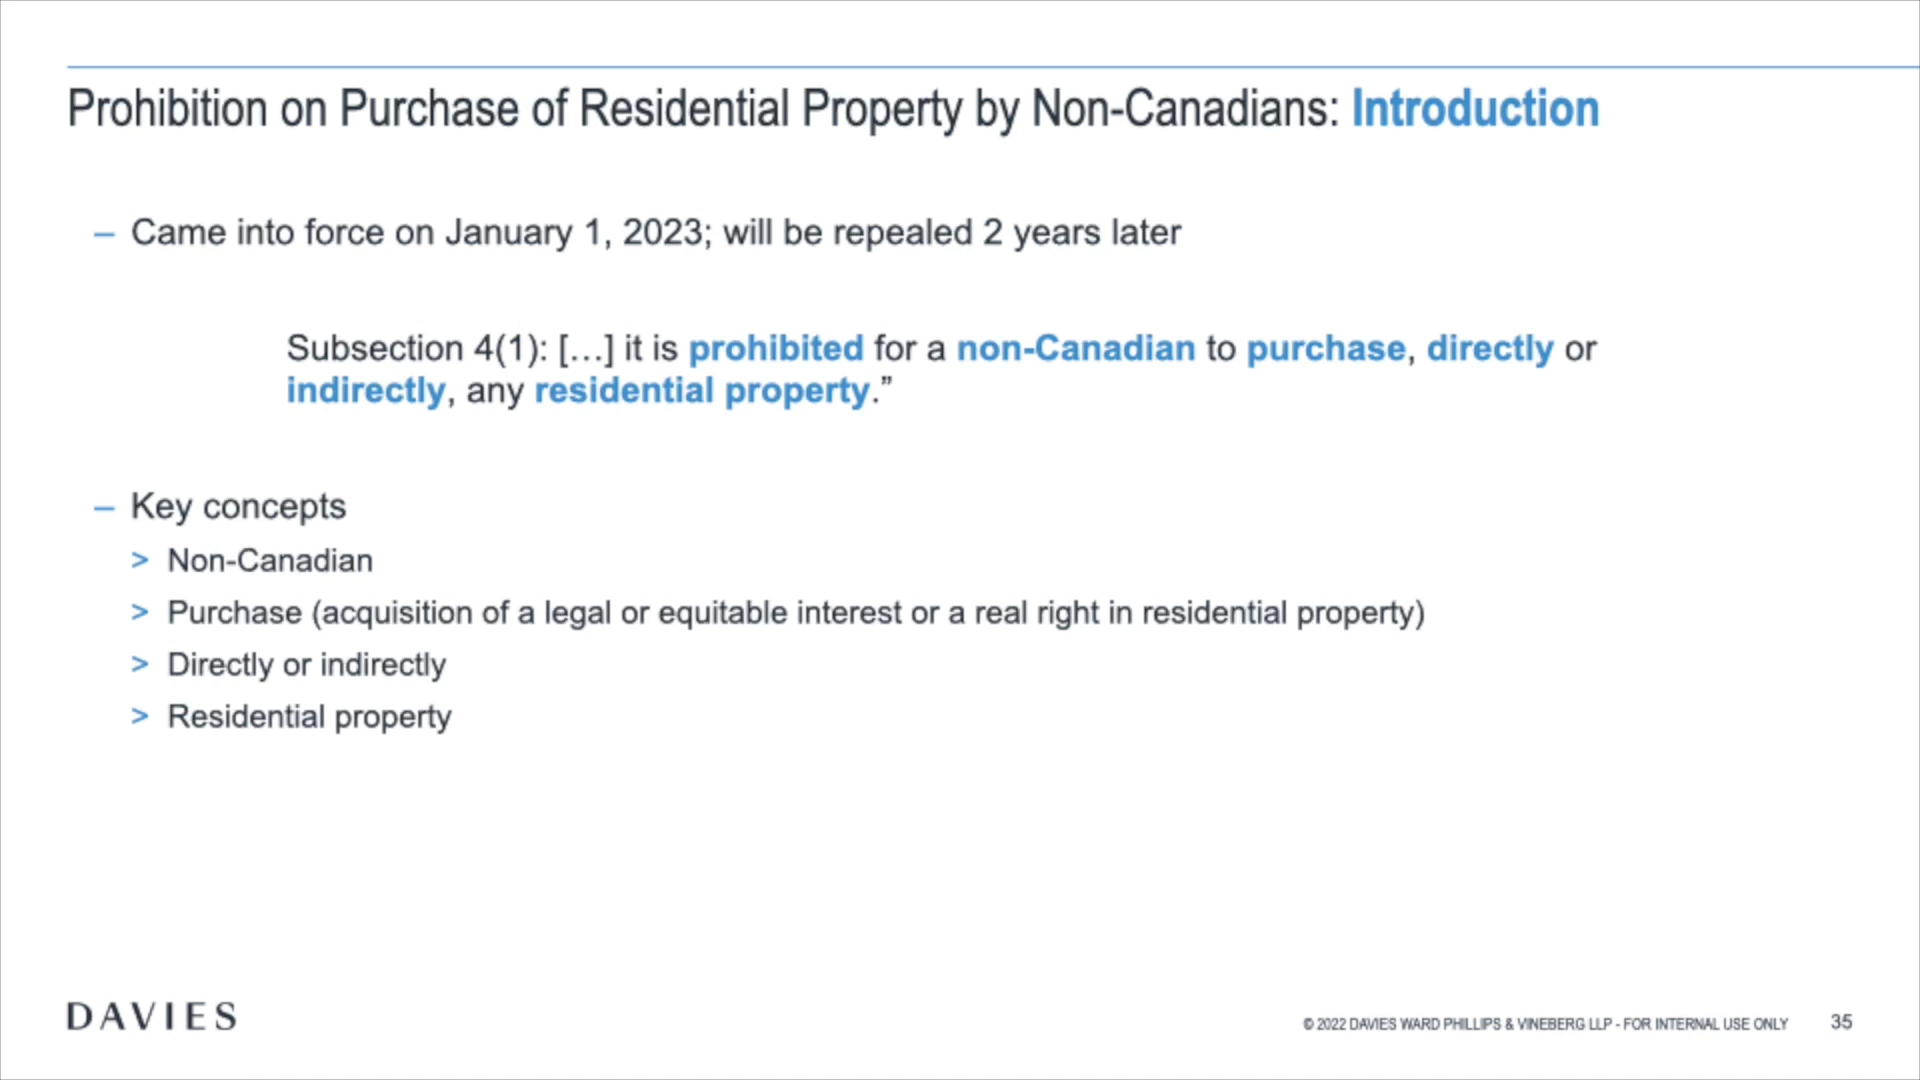 Prohibition on Purchase of Residential Property by Non-Canadians: Introduction
– Came into force on January 1, 2023; will be repealed 2 years later
Subsection 4(1): […] it is prohibited for a non-Canadian to purchase, directly or
indirectly, any residential property.”
– Key concepts
> Non-Canadian
> Purchase (acquisition of a legal or equitable interest or a real right in residential property)
> Directly or indirectly
> Residential property
DAVIES
© 2022 DAVIES WARD PHILLIPS & VINEBERG LLP - FOR INTERNAL USE ONLY 35